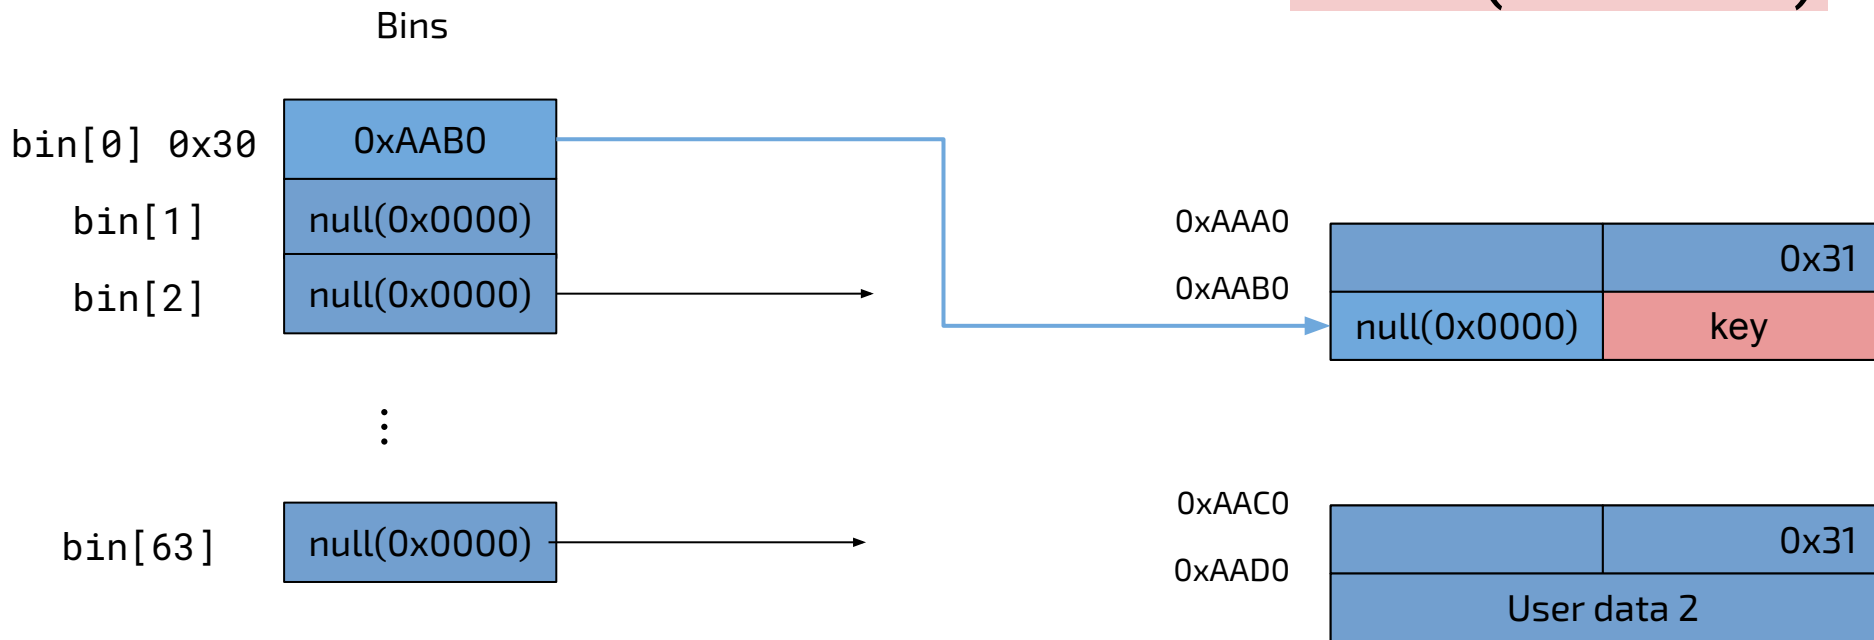 Bins
bin[0] 0x30
0xAAB0
bin[1]
null(0x0000)
0xAAA0
0x31
bin[2]
null(0x0000)
0xAAB0
null(0x0000)
key
0xAAC0
0x31
bin[63]
null(0x0000)
0xAAD0
User data 2